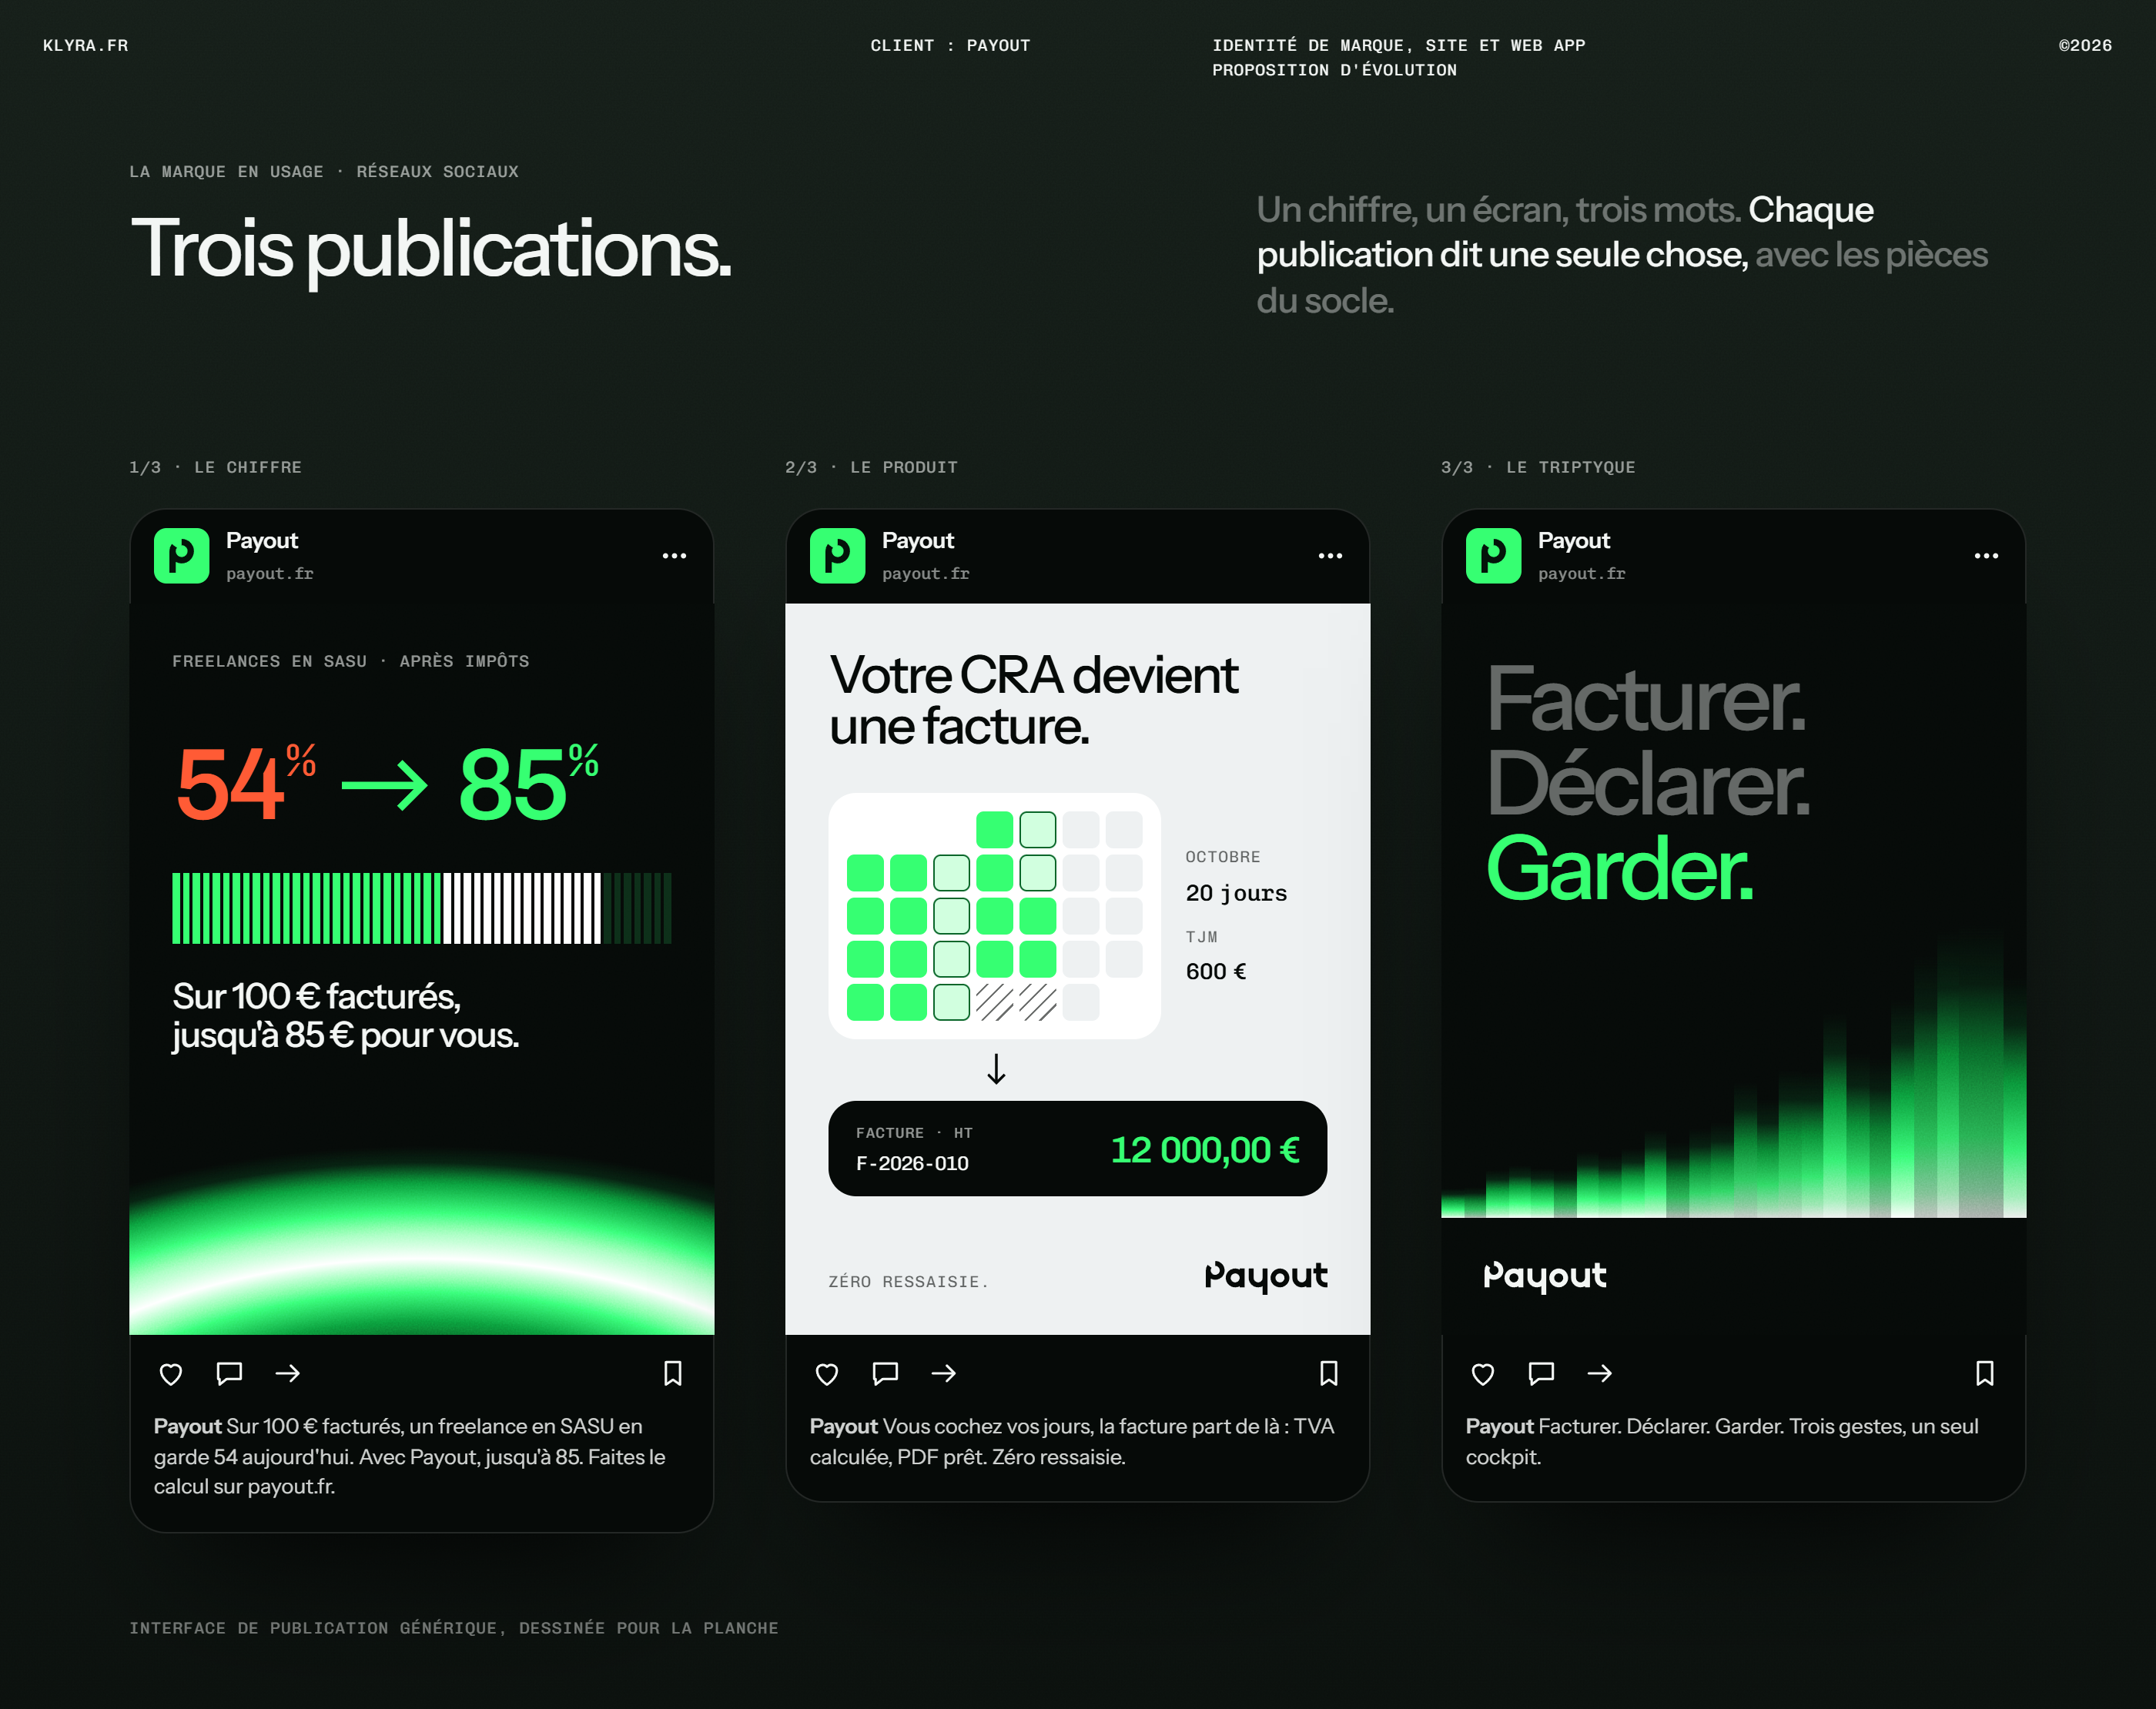 KLYRA.FR
CLIENT : PAYOUT
IDENTITÉ DE MARQUE, SITE ET WEB APP
PROPOSITION D'ÉVOLUTION
©2026
LA MARQUE EN USAGE · RÉSEAUX SOCIAUX
Trois publications.
Un chiffre, un écran, trois mots. Chaque
publication dit une seule chose, avec les pièces
du socle.
1/3 · LE CHIFFRE
Payout
payout.fr
FREELANCES EN SASU · APRÈS IMPÔTS
54% → 85%
Sur 100 € facturés,
jusqu'à 85 € pour vous.
Payout Sur 100 € facturés, un freelance en SASU en
garde 54 aujourd'hui. Avec Payout, jusqu'à 85. Faites le
calcul sur payout.fr.
2/3 · LE PRODUIT
Payout
payout.fr
Votre CRA devient
une facture.
OCTOBRE
20 jours
TJM
600 €
FACTURE · HT
F-2026-010
12 000,00 €
ZÉRO RESSAISIE.
Payout
Payout Vous cochez vos jours, la facture part de là : TVA
calculée, PDF prêt. Zéro ressaisie.
3/3 · LE TRIPTYQUE
Payout
payout.fr
Facturer.
Déclarer.
Garder.
Payout
Payout Facturer. Déclarer. Garder. Trois gestes, un seul
cockpit.
INTERFACE DE PUBLICATION GÉNÉRIQUE, DESSINÉE POUR LA PLANCHE